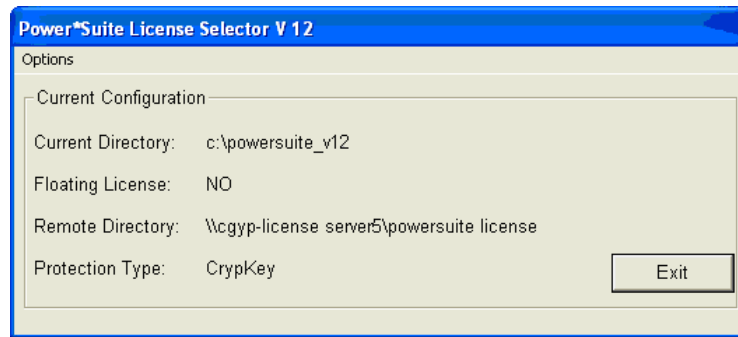 Power*Suite License Selector V 12
Options
Current Configuration
Current Directory: c:\powersuite_v12
Floating License: NO
Remote Directory: \\cgyp-license server5\powersuite license
Protection Type: CrypKey
Exit